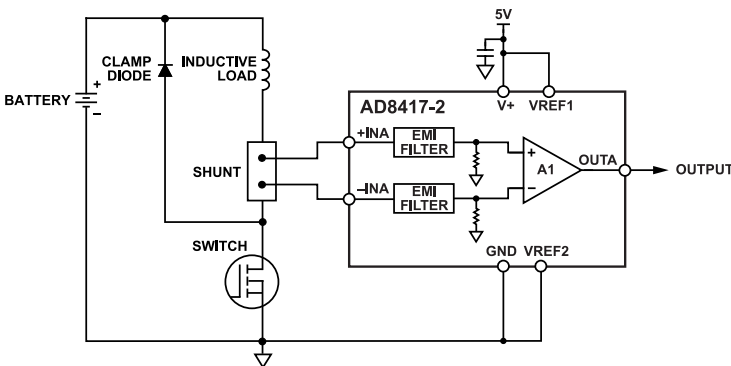 5V
CLAMP
DIODE
INDUCTIVE
LOAD
BATTERY
+
–
V+
VREF1
AD8417-2
+INA
EMI
FILTER
SHUNT
+
A1
OUTA
OUTPUT
–INA
EMI
FILTER
–
SWITCH
GND
VREF2